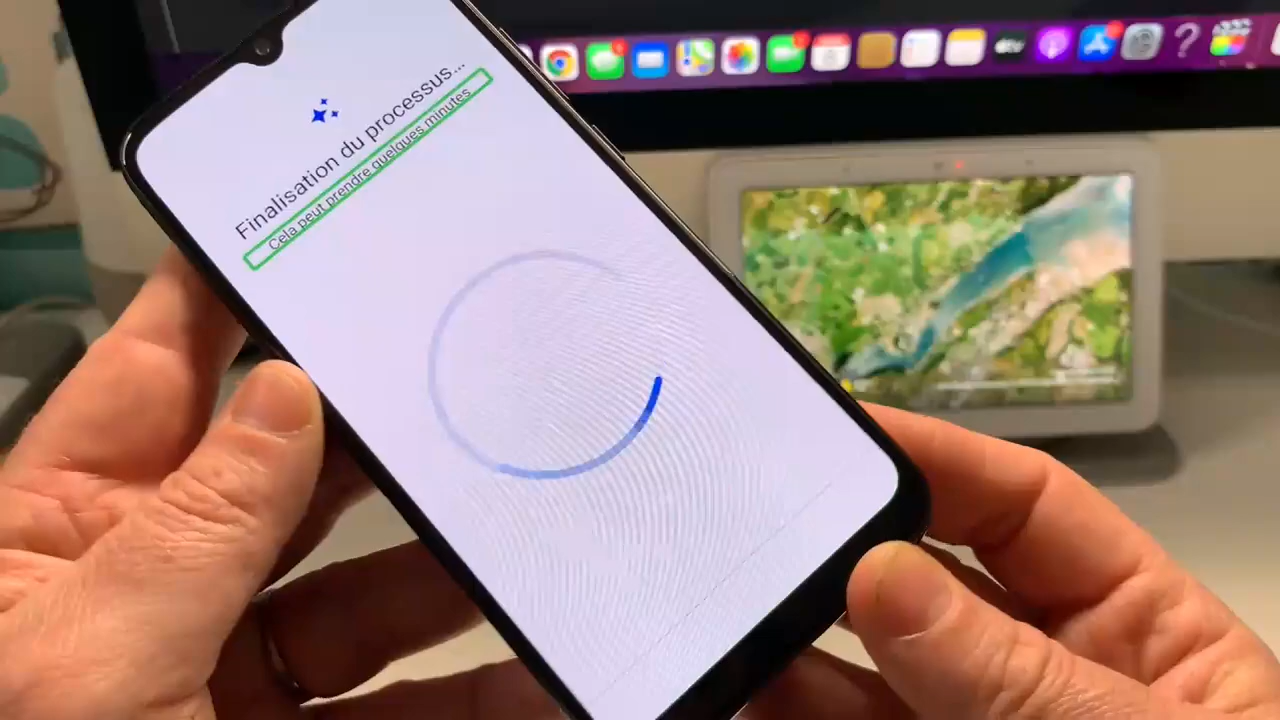 Finalisation du processus...
Cela peut prendre quelques minutes